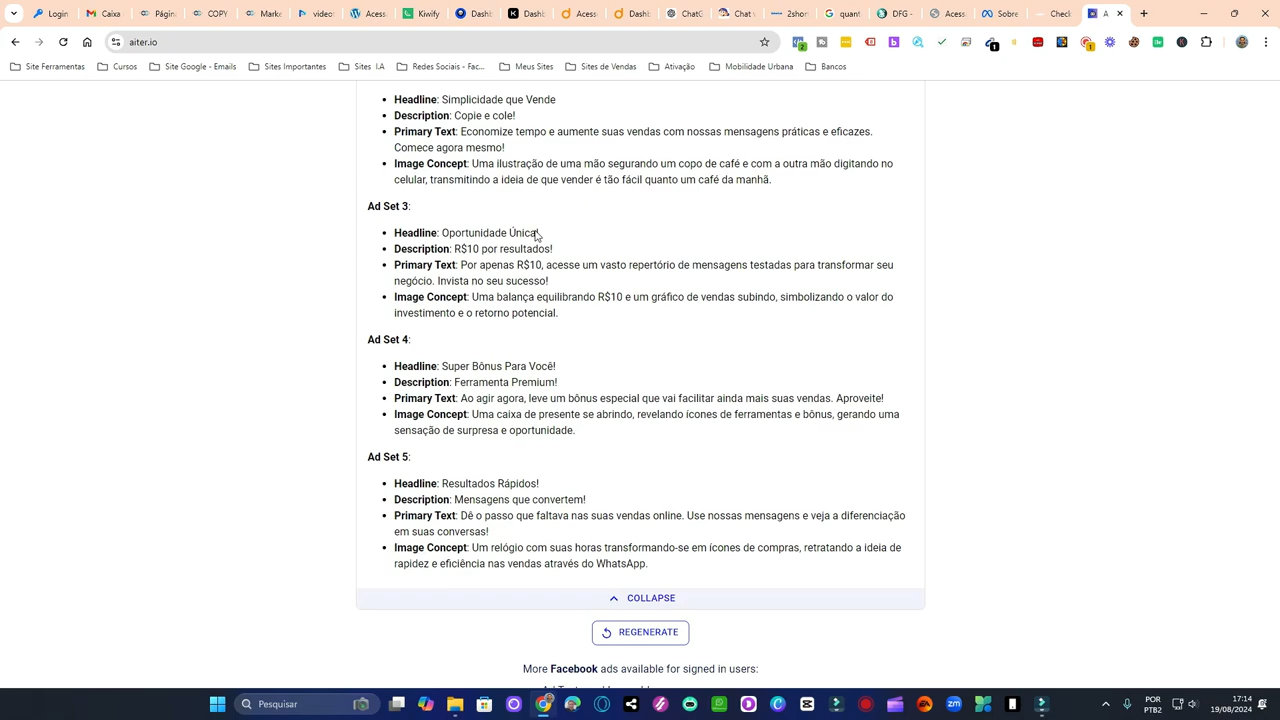 Login
Caixa
Págin
COPY
Marke
video
Wace
Kiwify
Dashb
Dashb
Acess
Dashb
ChatG
Chat v
2short
quant
DFG -
Acess
Sobre
Check
A
aiter.io
Site Ferramentas
Cursos
Site Google - Emails
Sites Importantes
Sites I.A
Redes Sociais - Fac...
Meus Sites
Sites de Vendas
Ativação
Mobilidade Urbana
Bancos
Headline: Simplicidade que Vende
Description: Copie e cole!
Primary Text: Economize tempo e aumente suas vendas com nossas mensagens práticas e eficazes.
Comece agora mesmo!
Image Concept: Uma ilustração de uma mão segurando um copo de café e com a outra mão digitando no
celular, transmitindo a ideia de que vender é tão fácil quanto um café da manhã.
Ad Set 3:
Headline: Oportunidade Única!
Description: R$10 por resultados!
Primary Text: Por apenas R$10, acesse um vasto repertório de mensagens testadas para transformar seu
negócio. Invista no seu sucesso!
Image Concept: Uma balança equilibrando R$10 e um gráfico de vendas subindo, simbolizando o valor do
investimento e o retorno potencial.
Ad Set 4:
Headline: Super Bônus Para Você!
Description: Ferramenta Premium!
Primary Text: Ao agir agora, leve um bônus especial que vai facilitar ainda mais suas vendas. Aproveite!
Image Concept: Uma caixa de presente se abrindo, revelando ícones de ferramentas e bônus, gerando uma
sensação de surpresa e oportunidade.
Ad Set 5:
Headline: Resultados Rápidos!
Description: Mensagens que convertem!
Primary Text: Dê o passo que faltava nas suas vendas online. Use nossas mensagens e veja a diferenciação
em suas conversas!
Image Concept: Um relógio com suas horas transformando-se em ícones de compras, retratando a ideia de
rapidez e eficiência nas vendas através do WhatsApp.
COLLAPSE
REGENERATE
More Facebook ads available for signed in users:
Pesquisar
POR
PTB2
17:14
19/08/2024